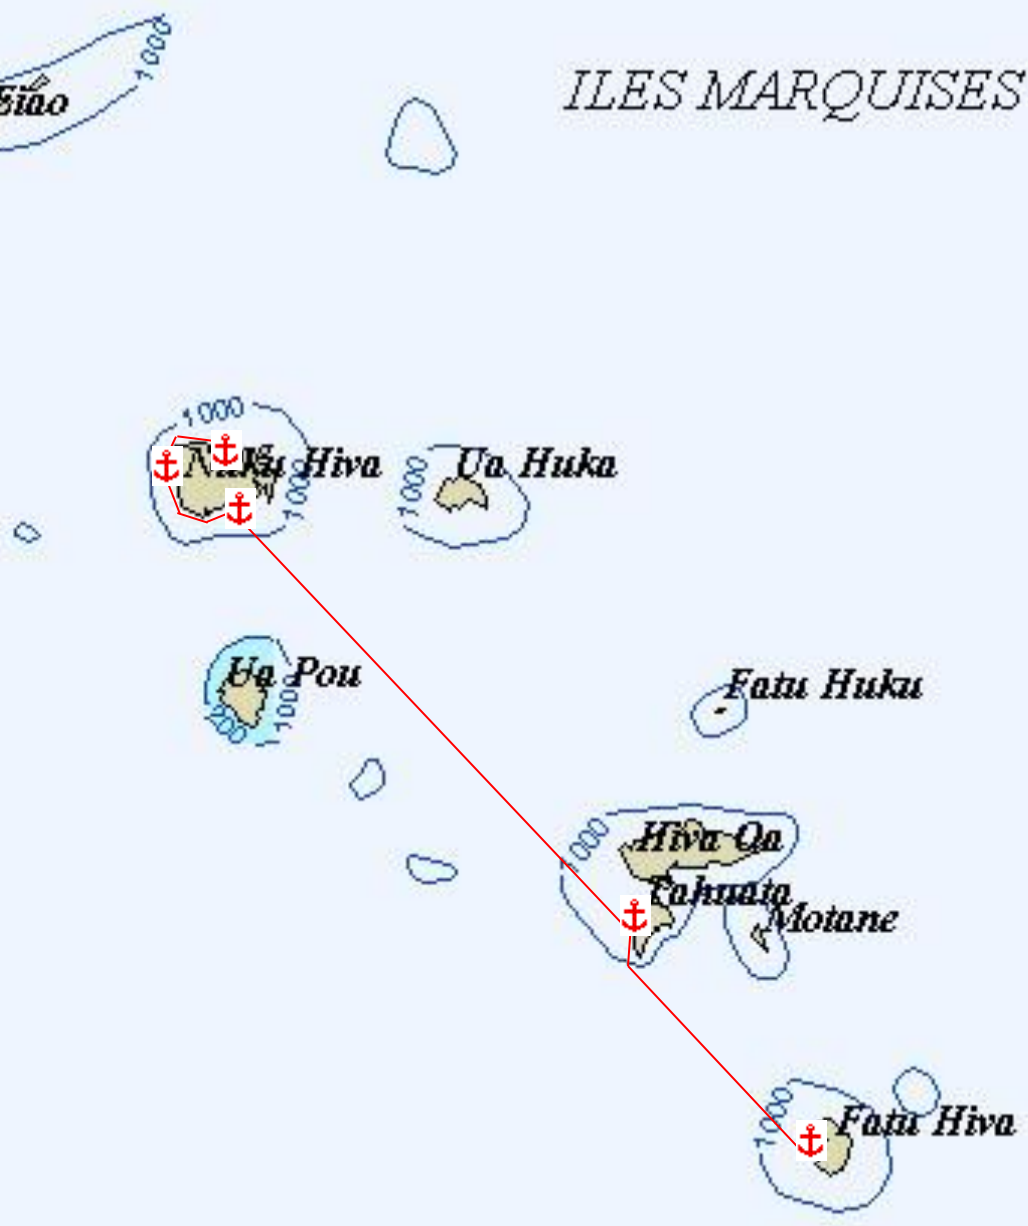 ILES MARQUISES
1000
Eiao
1000
Nuku Hiva
1000
Ua Huka
1000
Ua Pou
1000
200
Fatu Huku
1000
Hiva Oa
Tahuata
Motane
1000
Fatu Hiva